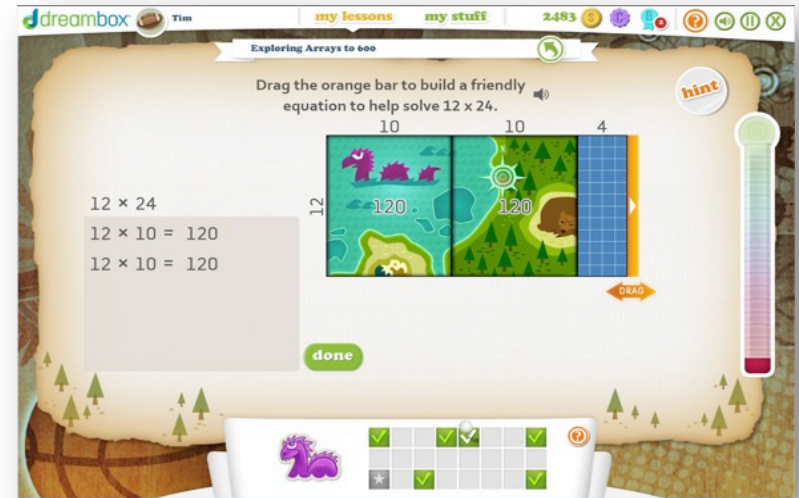 dreambox
Tim
my lessons
my stuff
2483
Exploring Arrays to 600
Drag the orange bar to build a friendly
equation to help solve 12 x 24.
hint
10 10 4
12
120 120
12 × 24
12 × 10 = 120
12 × 10 = 120
DRAG
done